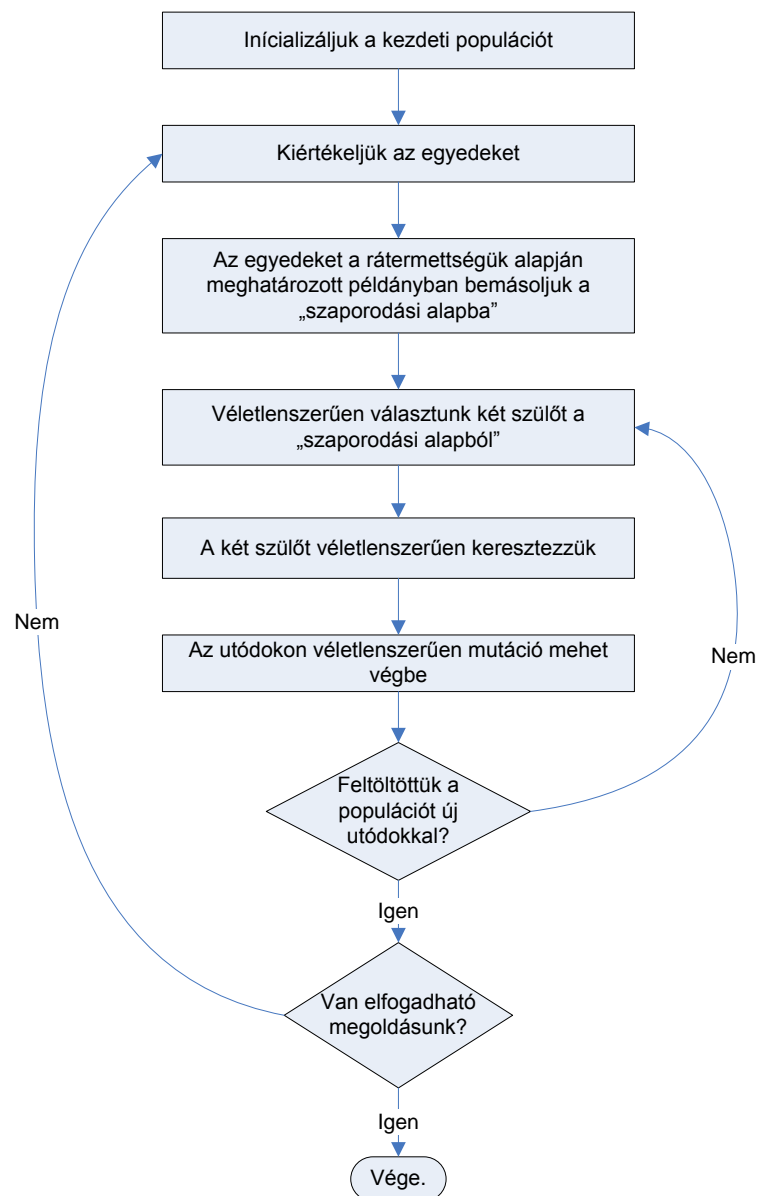 Inícializáljuk a kezdeti populációt
Kiértékeljük az egyedeket
Az egyedeket a rátermettségük alapján
meghatározott példányban bemásoljuk a
„szaporodási alapba”
Véletlenszerűen választunk két szülőt a
„szaporodási alapból”
A két szülőt véletlenszerűen keresztezzük
Nem
Az utódokon véletlenszerűen mutáció mehet
végbe
Nem
Feltöltöttük a
populációt új
utódokkal?
Igen
Van elfogadható
megoldásunk?
Igen
Vége.